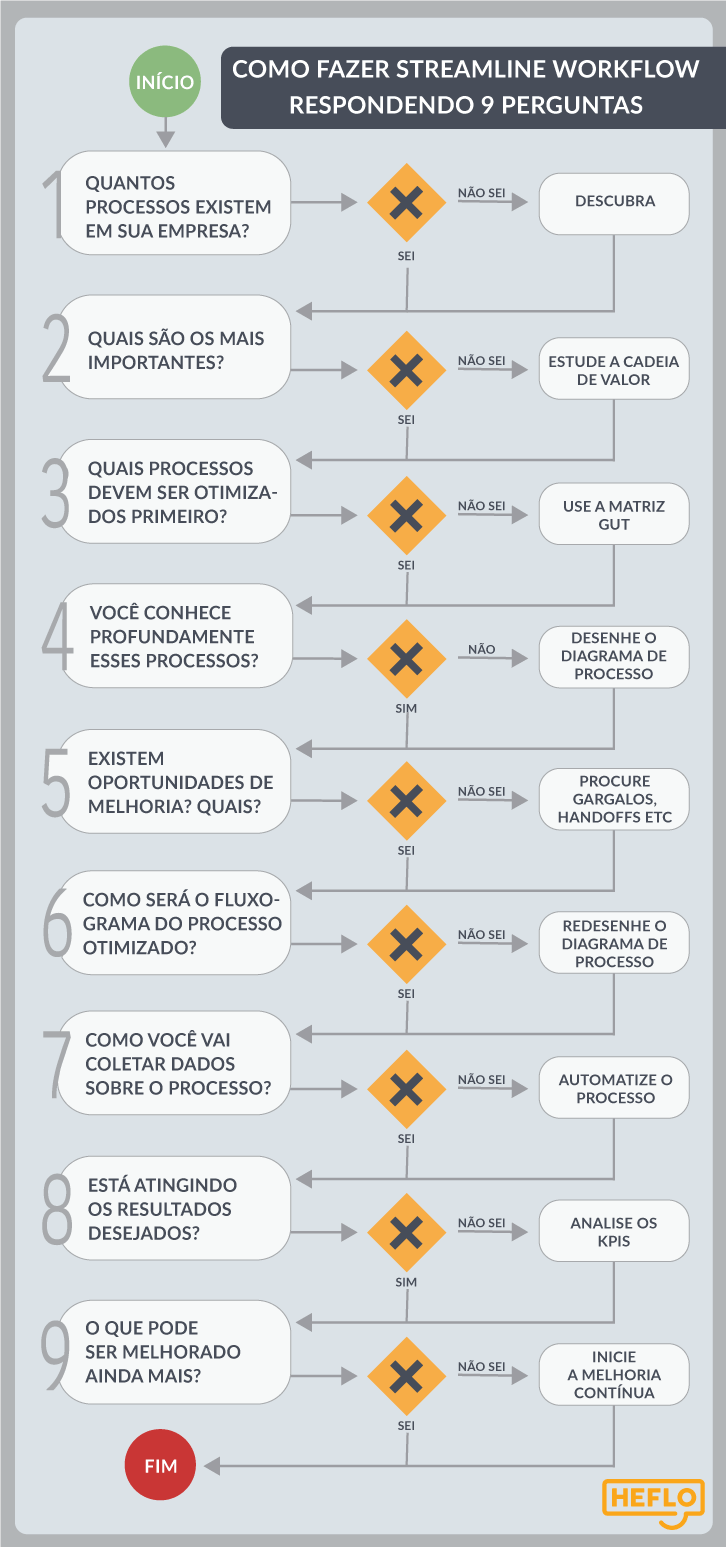 INÍCIO
COMO FAZER STREAMLINE WORKFLOW
RESPONDENDO 9 PERGUNTAS
1
QUANTOS
PROCESSOS EXISTEM
EM SUA EMPRESA?
NÃO SEI
DESCUBRA
SEI
2
QUAIS SÃO OS MAIS
IMPORTANTES?
NÃO SEI
ESTUDE A CADEIA
DE VALOR
SEI
3
QUAIS PROCESSOS
DEVEM SER OTIMIZA-
DOS PRIMEIRO?
NÃO SEI
USE A MATRIZ
GUT
SEI
4
VOCÊ CONHECE
PROFUNDAMENTE
ESSES PROCESSOS?
NÃO
DESENHE O
DIAGRAMA DE
PROCESSO
SIM
5
EXISTEM
OPORTUNIDADES DE
MELHORIA? QUAIS?
NÃO SEI
PROCURE
GARGALOS,
HANDOFFS ETC
SEI
6
COMO SERÁ O FLUXO-
GRAMA DO PROCESSO
OTIMIZADO?
NÃO SEI
REDESENHE O
DIAGRAMA DE
PROCESSO
SEI
7
COMO VOCÊ VAI
COLETAR DADOS
SOBRE O PROCESSO?
NÃO SEI
AUTOMATIZE O
PROCESSO
SEI
8
ESTÁ ATINGINDO
OS RESULTADOS
DESEJADOS?
NÃO SEI
ANALISE OS
KPIS
SIM
9
O QUE PODE
SER MELHORADO
AINDA MAIS?
NÃO SEI
INICIE
A MELHORIA
CONTÍNUA
SEI
FIM
HEFLO